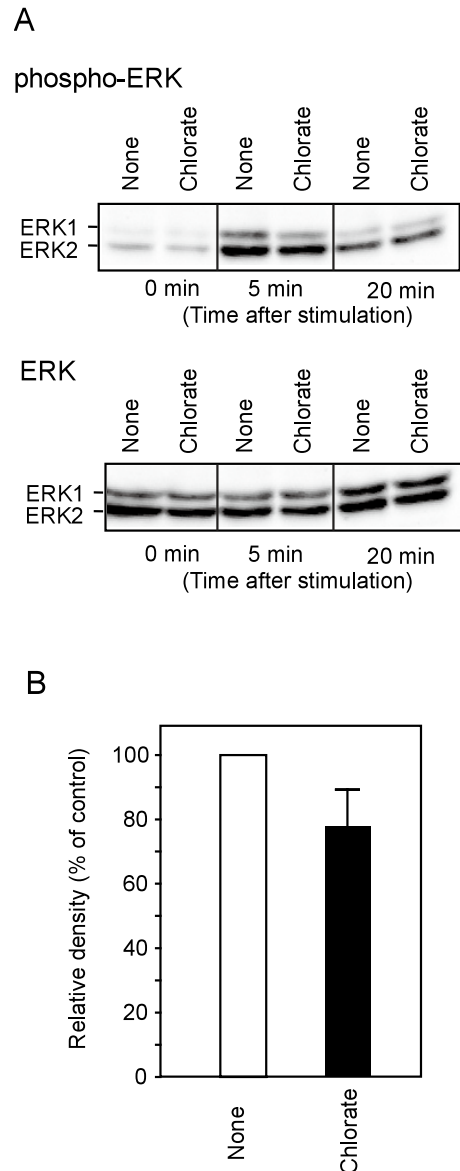 A
phospho-ERK
None
Chlorate
None
Chlorate
None
Chlorate
ERK1
ERK2
0 min
5 min
20 min
(Time after stimulation)
ERK
None
Chlorate
None
Chlorate
None
Chlorate
ERK1
ERK2
0 min
5 min
20 min
(Time after stimulation)
B
Relative density (% of control)
100
80
60
40
20
0
None
Chlorate